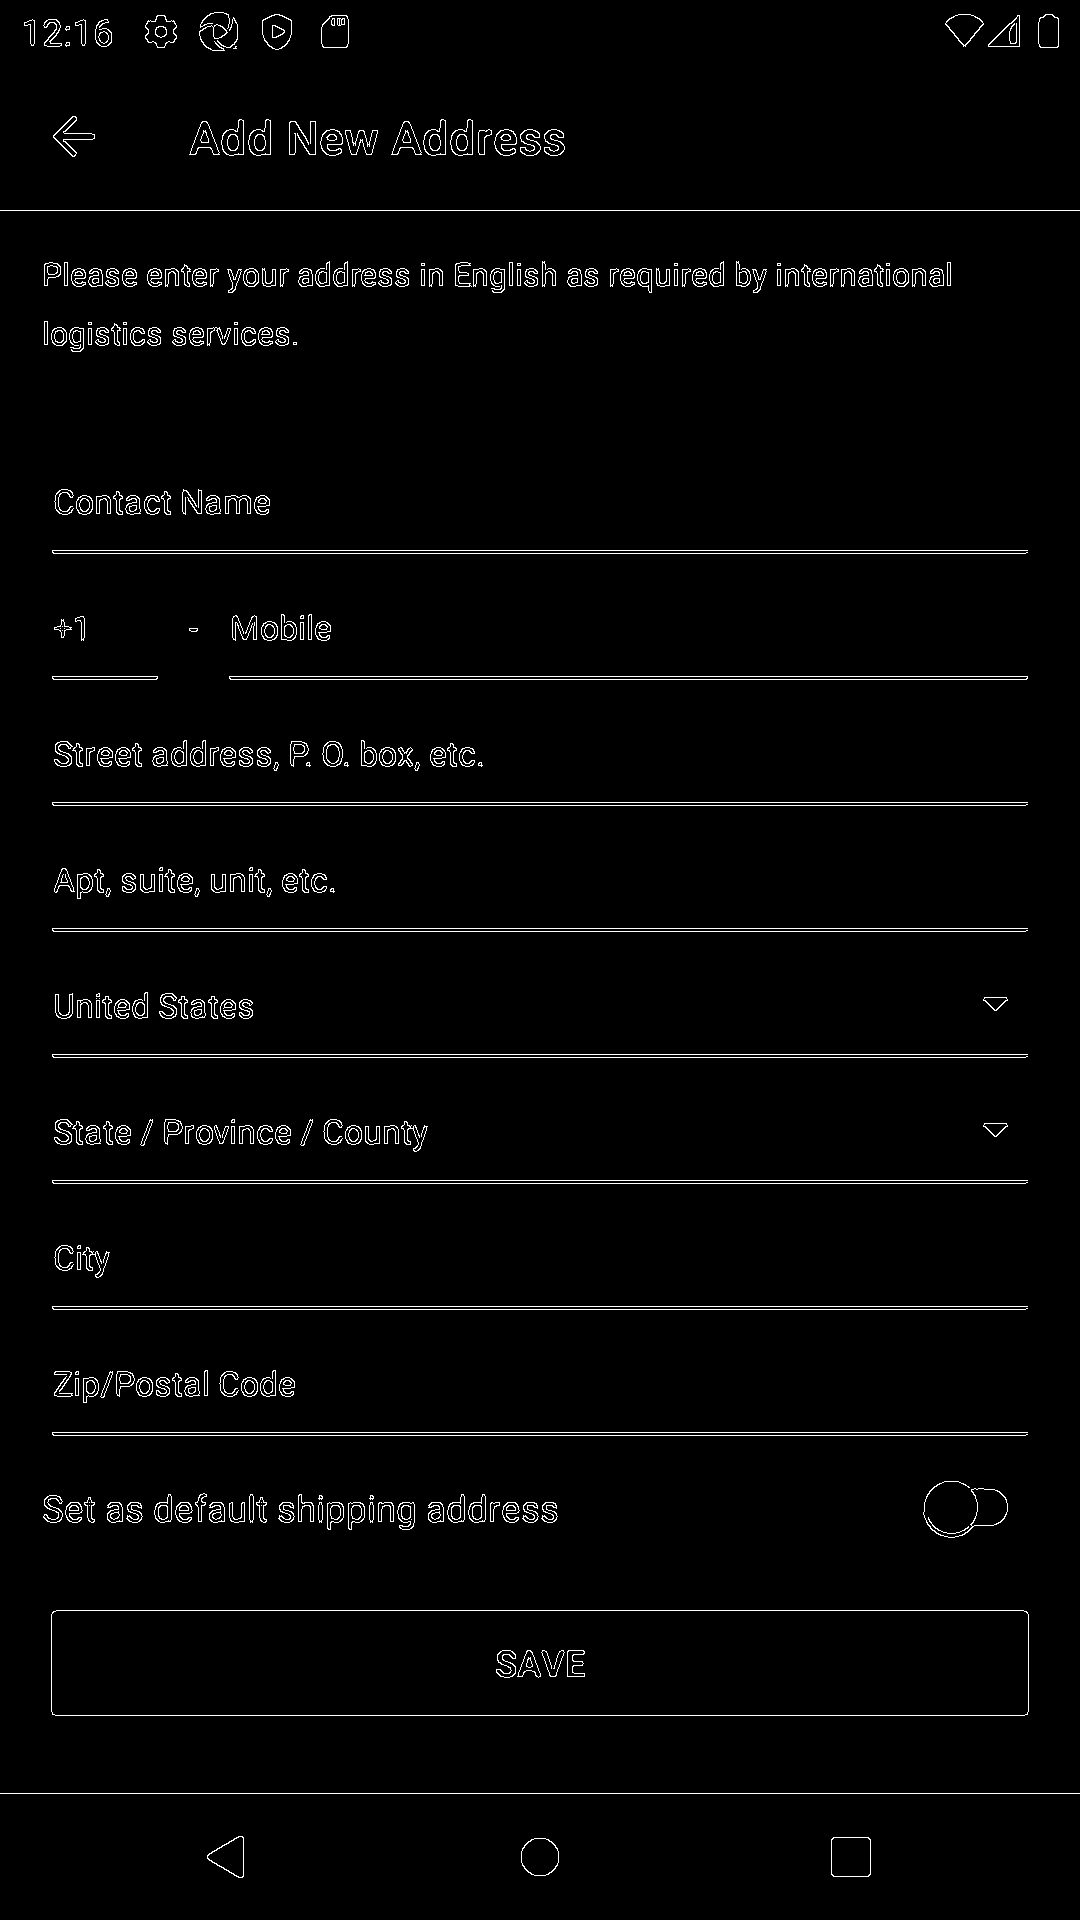 12:16
Add New Address
Please enter your address in English as required by international
logistics services.
Contact Name
+1 - Mobile
Street address, P. O. box, etc.
Apt, suite, unit, etc.
United States
State / Province / County
City
Zip/Postal Code
Set as default shipping address
SAVE